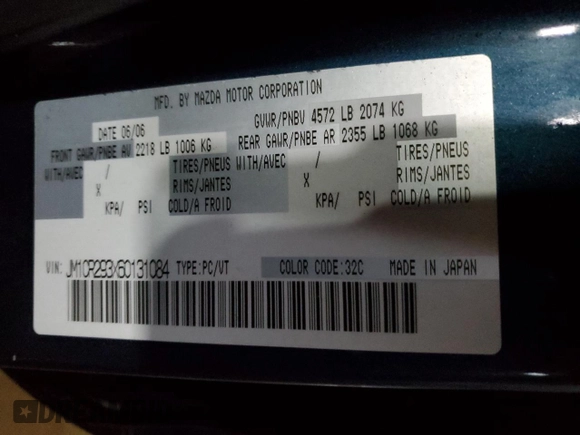 MFD. BY MAZDA MOTOR CORPORATION
DATE 06/06 GVWR/PNBV 4572 LB 2074 KG
FRONT GAWR/PNBE AV 2218 LB 1006 KG REAR GAWR/PNBE AR 2355 LB 1068 KG
WITH/AVEC / TIRES/PNEUS WITH/AVEC / TIRES/PNEUS
X RIMS/JANTES X RIMS/JANTES
KPA/ PSI COLD/A FROID KPA/ PSI COLD/A FROID
VIN: JM1CR293X60131084 TYPE:PC/VT COLOR CODE:32C MADE IN JAPAN